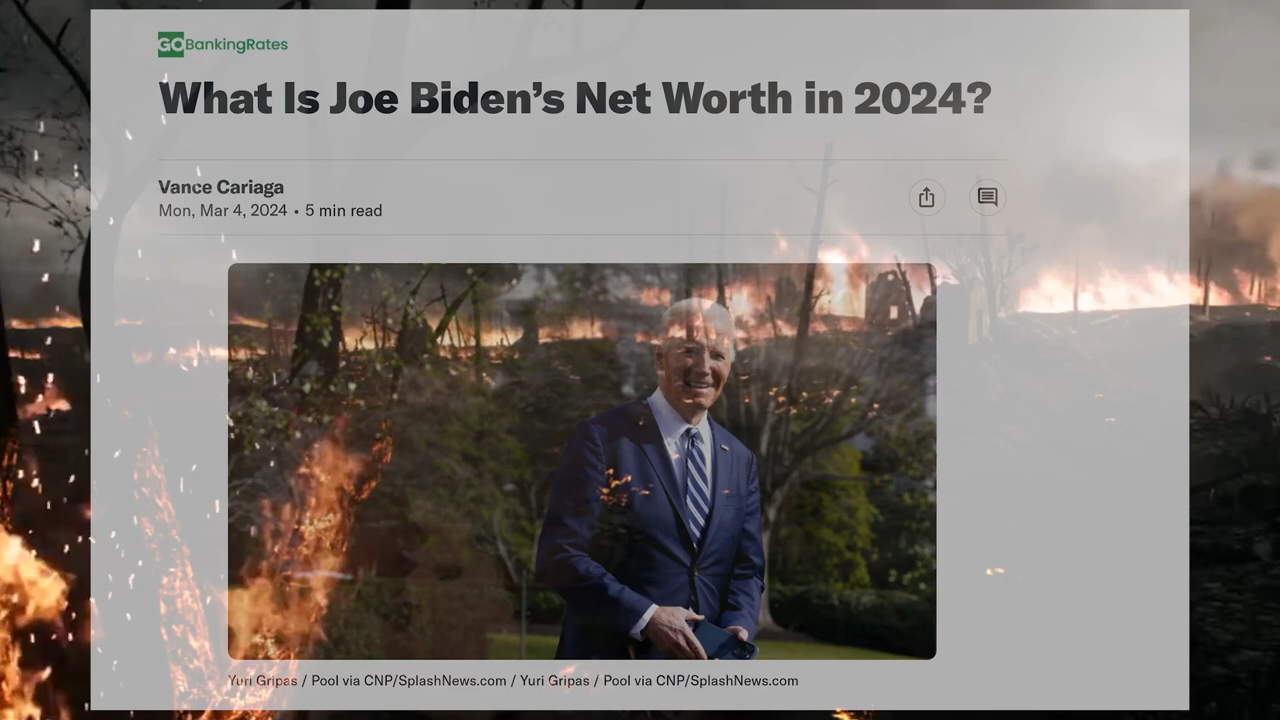 GOBankingRates
What Is Joe Biden’s Net Worth in 2024?
Vance Cariaga
Mon, Mar 4, 2024 • 5 min read
Yuri Gripas / Pool via CNP/SplashNews.com / Yuri Gripas / Pool via CNP/SplashNews.com